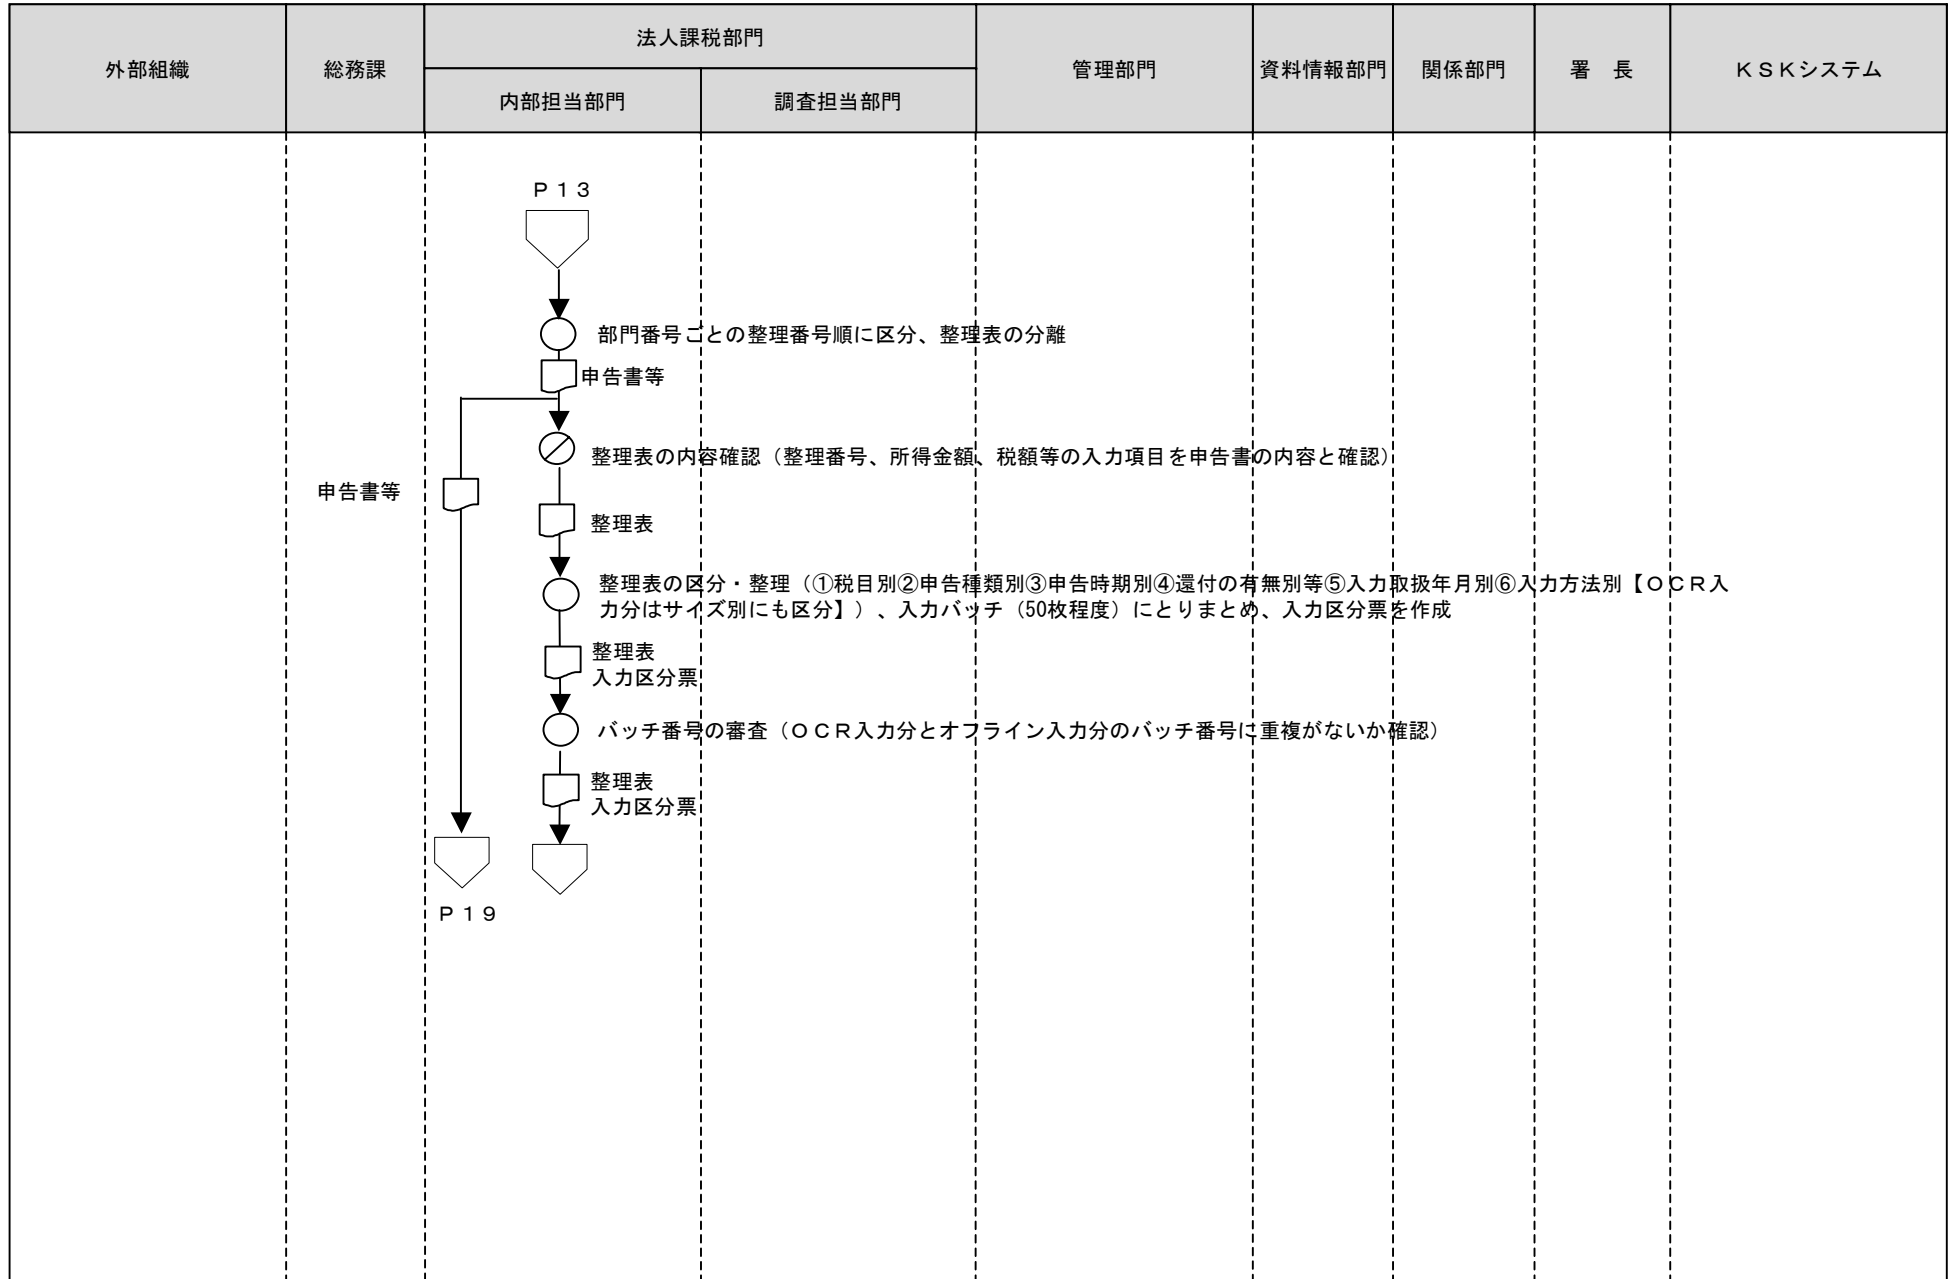 外部組織
総務課
法人課税部門
内部担当部門
調査担当部門
管理部門
資料情報部門
関係部門
署　長
ＫＳＫシステム
Ｐ１３
部門番号ごとの整理番号順に区分、整理表の分離
申告書等
整理表の内容確認（整理番号、所得金額、税額等の入力項目を申告書の内容と確認）
申告書等
整理表
整理表の区分・整理（①税目別②申告種類別③申告時期別④還付の有無別等⑤入力取扱年月別⑥入力方法別【ＯＣＲ入
力分はサイズ別にも区分】）、入力バッチ（50枚程度）にとりまとめ、入力区分票を作成
整理表
入力区分票
バッチ番号の審査（ＯＣＲ入力分とオフライン入力分のバッチ番号に重複がないか確認）
整理表
入力区分票
Ｐ１９